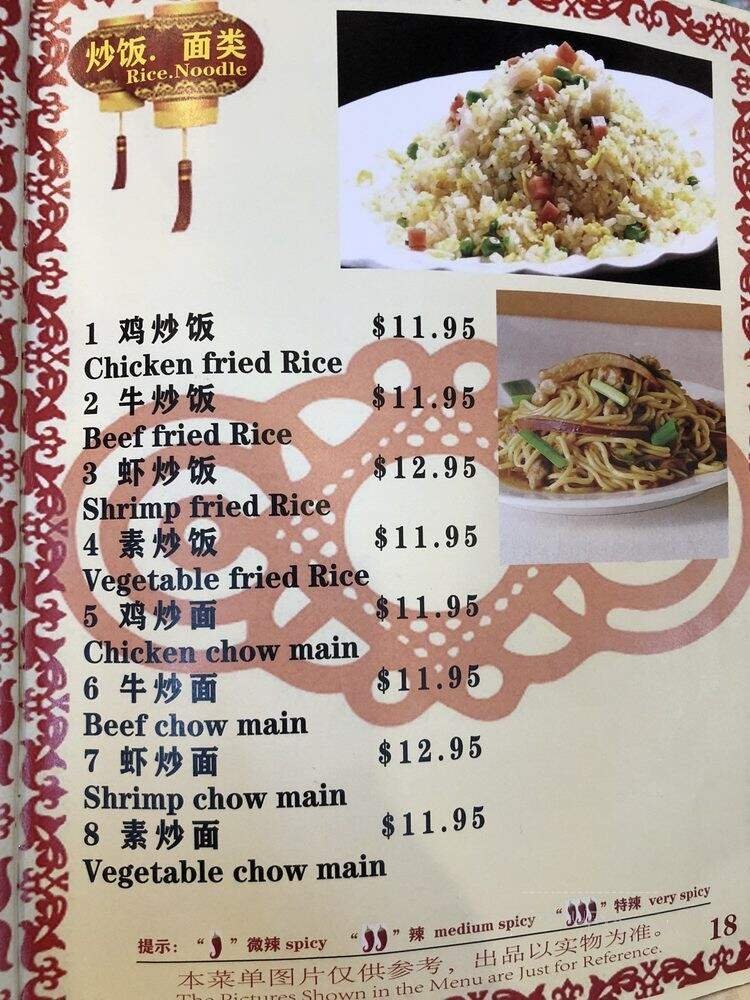 炒饭. 面类
Rice.Noodle
1 鸡炒饭 $11.95
Chicken fried Rice
2 牛炒饭 $11.95
Beef fried Rice
3 虾炒饭 $12.95
Shrimp fried Rice
4 素炒饭 $11.95
Vegetable fried Rice
5 鸡炒面 $11.95
Chicken chow main
6 牛炒面 $11.95
Beef chow main
7 虾炒面 $12.95
Shrimp chow main
8 素炒面 $11.95
Vegetable chow main
提示: “ ” 微辣 spicy “ ” 辣 medium spicy “ ” 特辣 very spicy
本菜单图片仅供参考，出品以实物为准。
The Pictures Shown in the Menu are Just for Reference.
18